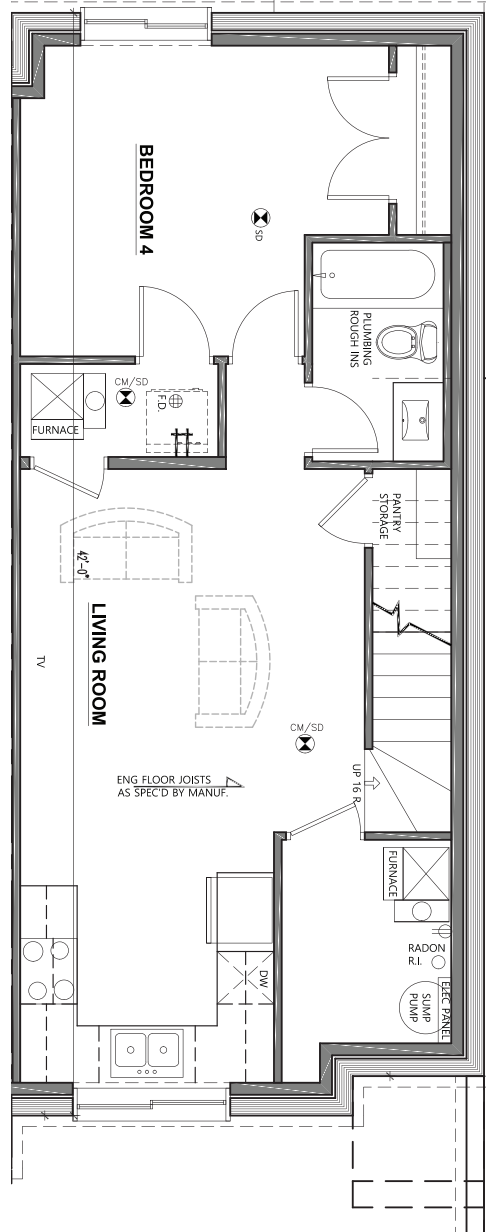 BEDROOM 4
SD
PLUMBING
ROUGH INS
CM/SD
F.D.
FURNACE
PANTRY
STORAGE
42'-0"
LIVING ROOM
TV
CM/SD
UP 16 R
ENG FLOOR JOISTS
AS SPEC'D BY MANUF.
FURNACE
RADON
R.I.
ELEC PANEL
SUMP
PUMP
DW